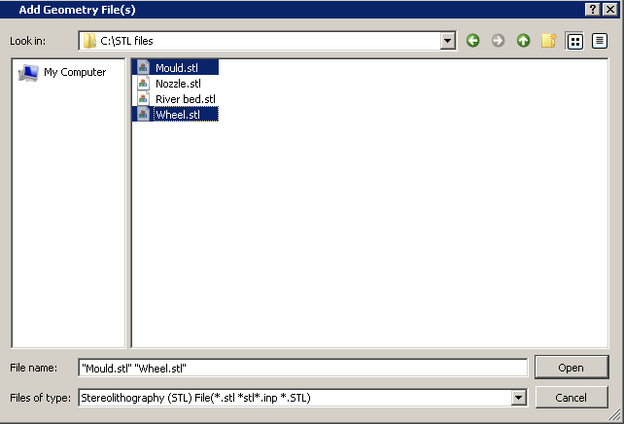 Add Geometry File(s)
Look in: C:\STL files
My Computer
Mould.stl
Nozzle.stl
River bed.stl
Wheel.stl
File name: "Mould.stl" "Wheel.stl" Open
Files of type: Stereolithography (STL) File(*.stl *stl*.inp *.STL) Cancel